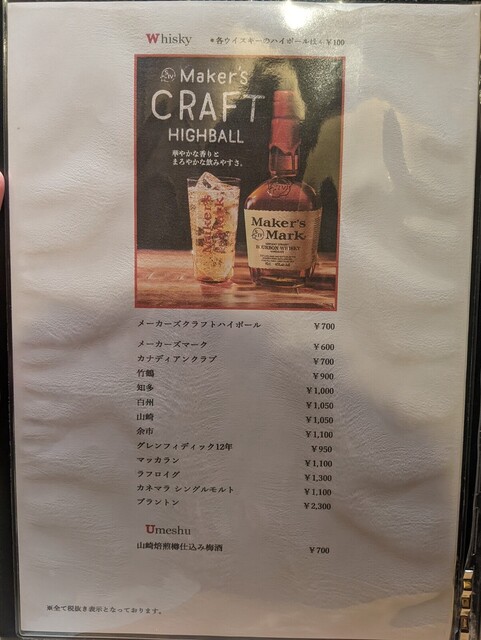 Whisky *各ウイスキーのハイボールは+¥100
Maker's
CRAFT
HIGHBALL
華やかな香りと
まろやかな飲みやすさ。
Maker's
Mark
メーカーズクラフトハイボール ¥700
メーカーズマーク ¥600
カナディアンクラブ ¥700
竹鶴 ¥900
知多 ¥1,000
白州 ¥1,050
山崎 ¥1,050
余市 ¥1,100
グレンフィディック12年 ¥950
マッカラン ¥1,100
ラフロイグ ¥1,300
カネマラ シングルモルト ¥1,100
ブラントン ¥2,300
Umeshu
山崎焙煎樽仕込み梅酒 ¥700
※全て税抜き表示となっております。